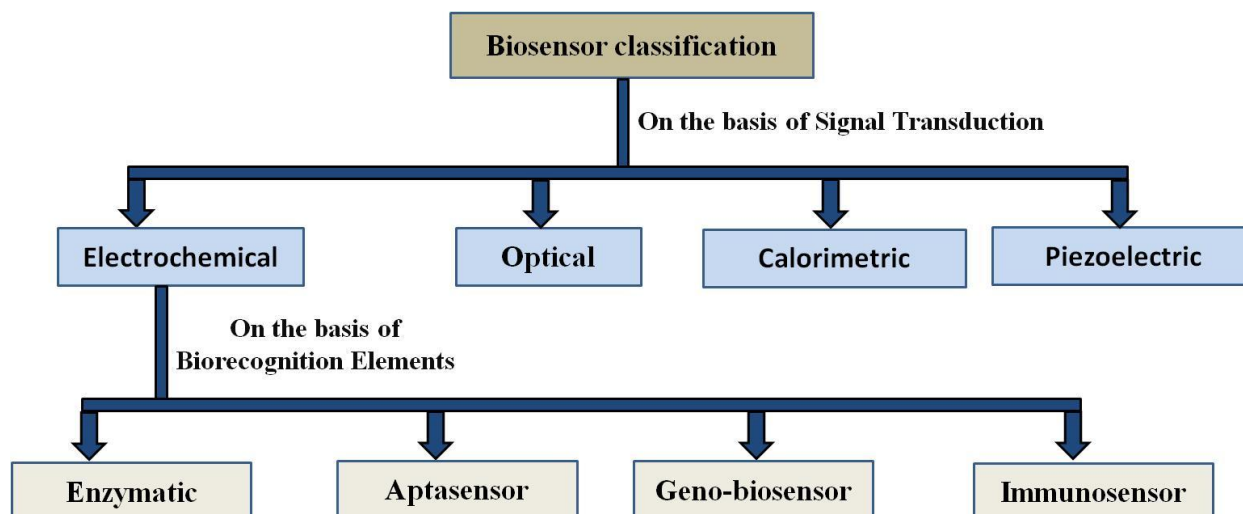 Biosensor classification
On the basis of Signal Transduction
Electrochemical
Optical
Calorimetric
Piezoelectric
On the basis of
Biorecognition Elements
Enzymatic
Aptasensor
Geno-biosensor
Immunosensor